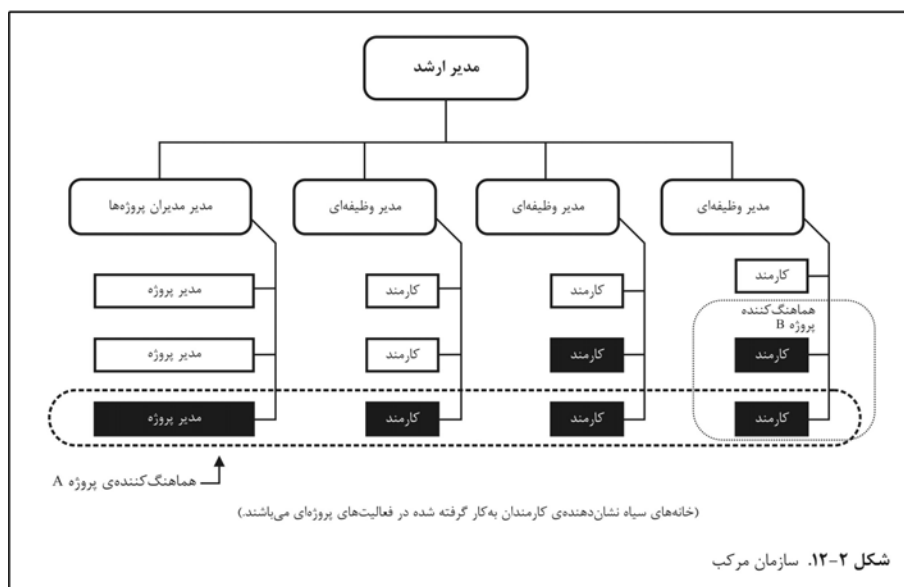 مدیر ارشد
مدیر وظیفه‌ای
مدیر وظیفه‌ای
مدیر وظیفه‌ای
مدیر مدیران پروژه‌ها
کارمند
کارمند
کارمند
مدیر پروژه
هماهنگ‌کننده
پروژه B
کارمند
کارمند
کارمند
مدیر پروژه
کارمند
کارمند
کارمند
مدیر پروژه
هماهنگ‌کننده‌ی پروژه A
(خانه‌های سیاه نشان‌دهنده‌ی کارمندان به‌کار گرفته شده در فعالیت‌های پروژه‌ای می‌باشند.)
شکل ۲-۱۲. سازمان مرکب